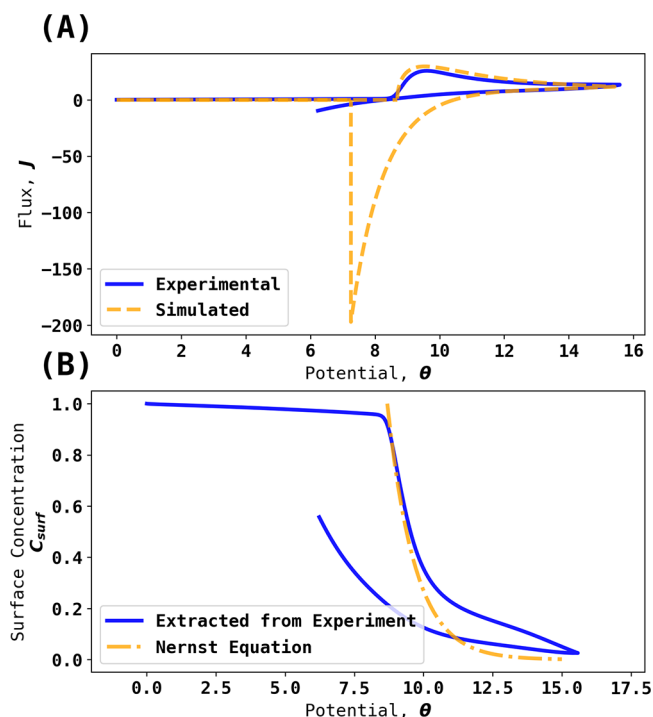 (A)
0
−50
−100
−150
−200
Flux, J
Experimental
Simulated
0 2 4 6 8 10 12 14 16
Potential, θ
(B)
1.0
0.8
0.6
0.4
0.2
0.0
Surface Concentration
C_surf
Extracted from Experiment
Nernst Equation
0.0 2.5 5.0 7.5 10.0 12.5 15.0 17.5
Potential, θ